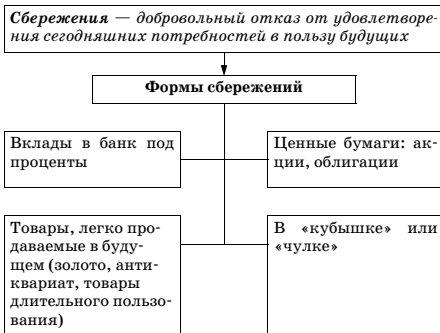 Сбережения — добровольный отказ от удовлетворе-
ния сегодняшних потребностей в пользу будущих
Формы сбережений
Вклады в банк под
проценты
Ценные бумаги: ак-
ции, облигации
Товары, легко про-
даваемые в буду-
щем (золото, анти-
квариат, товары
длительного пользо-
вания)
В «кубышке» или
«чулке»